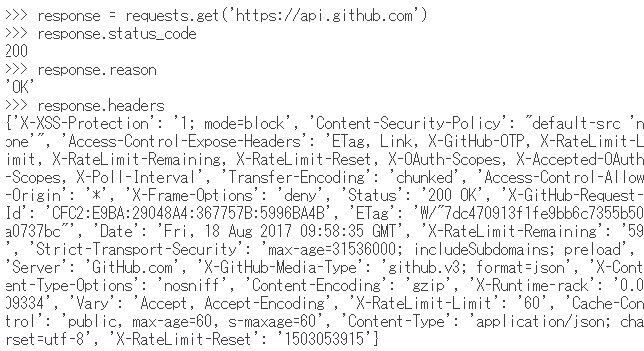 >>> response = requests.get('https://api.github.com')
>>> response.status_code
200
>>> response.reason
'OK'
>>> response.headers
{'X-XSS-Protection': '1; mode=block', 'Content-Security-Policy': "default-src 'n
one'", 'Access-Control-Expose-Headers': 'ETag, Link, X-GitHub-OTP, X-RateLimit-L
imit, X-RateLimit-Remaining, X-RateLimit-Reset, X-OAuth-Scopes, X-Accepted-OAuth
-Scopes, X-Poll-Interval', 'Transfer-Encoding': 'chunked', 'Access-Control-Allow
-Origin': '*', 'X-Frame-Options': 'deny', 'Status': '200 OK', 'X-GitHub-Request-
Id': 'CFC2:E9BA:29048A4:367757B:5996BA4B', 'ETag': 'W/"7dc470913f1fe9bb6c7355b50
a0737bc"', 'Date': 'Fri, 18 Aug 2017 09:58:35 GMT', 'X-RateLimit-Remaining': '59
', 'Strict-Transport-Security': 'max-age=31536000; includeSubdomains; preload',
'Server': 'GitHub.com', 'X-GitHub-Media-Type': 'github.v3; format=json', 'X-Cont
ent-Type-Options': 'nosniff', 'Content-Encoding': 'gzip', 'X-Runtime-rack': '0.0
09334', 'Vary': 'Accept, Accept-Encoding', 'X-RateLimit-Limit': '60', 'Cache-Con
trol': 'public, max-age=60, s-maxage=60', 'Content-Type': 'application/json; cha
rset=utf-8', 'X-RateLimit-Reset': '1503053915'}